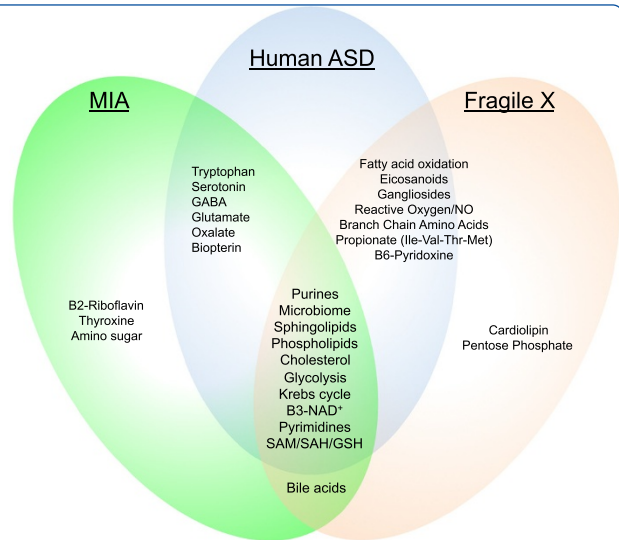 Human ASD
MIA
Fragile X
Tryptophan
Serotonin
GABA
Glutamate
Oxalate
Biopterin
Fatty acid oxidation
Eicosanoids
Gangliosides
Reactive Oxygen/NO
Branch Chain Amino Acids
Propionate (Ile-Val-Thr-Met)
B6-Pyridoxine
B2-Riboflavin
Thyroxine
Amino sugar
Purines
Microbiome
Sphingolipids
Phospholipids
Cholesterol
Glycolysis
Krebs cycle
B3-NAD⁺
Pyrimidines
SAM/SAH/GSH
Cardiolipin
Pentose Phosphate
Bile acids